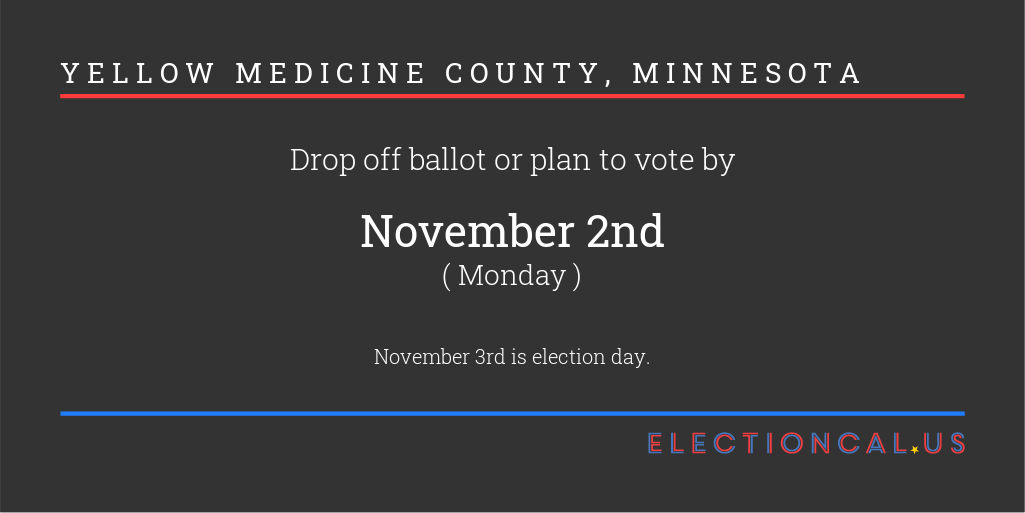 YELLOW MEDICINE COUNTY, MINNESOTA
Drop off ballot or plan to vote by
November 2nd
( Monday )
November 3rd is election day.
ELECTIONCAL.US